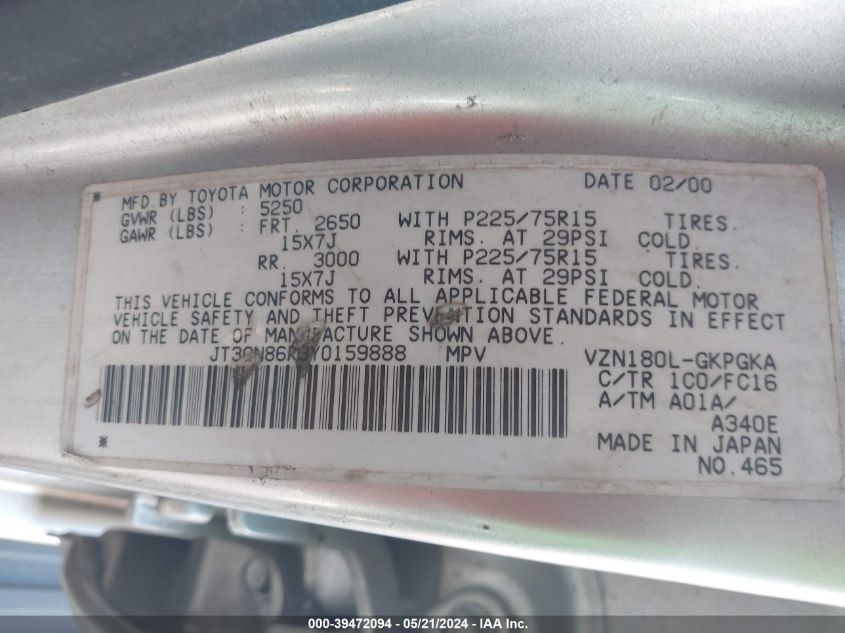 * MFD.BY TOYOTA MOTOR CORPORATION DATE 02/00
GVWR (LBS) : 5250
GAWR (LBS) : FRT. 2650 WITH P225/75R15 TIRES.
15X7J RIMS. AT 29PSI COLD.
RR. 3000 WITH P225/75R15 TIRES.
15X7J RIMS. AT 29PSI COLD.
THIS VEHICLE CONFORMS TO ALL APPLICABLE FEDERAL MOTOR
VEHICLE SAFETY AND THEFT PREVENTION STANDARDS IN EFFECT
ON THE DATE OF MANUFACTURE SHOWN ABOVE.
JT3GN86R3Y0159888 MPV VZN180L-GKPGKA
C/TR 1C0/FC16
A/TM A01A/
A340E
* MADE IN JAPAN
NO.465
000-39472094 - 05/21/2024 - IAA Inc.